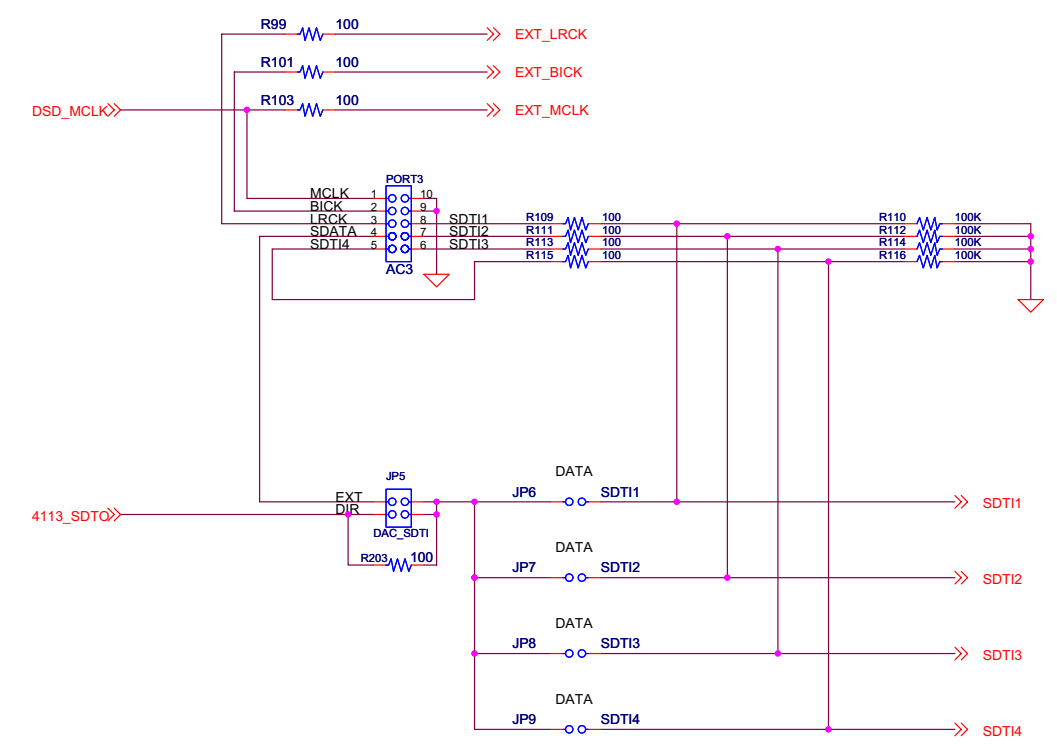 R99 100 EXT_LRCK
R101 100 EXT_BICK
DSD_MCLK R103 100 EXT_MCLK
PORT3
MCLK 1 10
BICK 2 9
LRCK 3 8 SDTI1 R109 100 R110 100K
SDATA 4 7 SDTI2 R111 100 R112 100K
SDTI4 5 6 SDTI3 R113 100 R114 100K
R115 100 R116 100K
AC3
DATA
JP5
JP6 SDTI1 SDTI1
EXT
4113_SDTO DIR
DAC_SDTI
R203 100
DATA
JP7 SDTI2 SDTI2
DATA
JP8 SDTI3 SDTI3
DATA
JP9 SDTI4 SDTI4